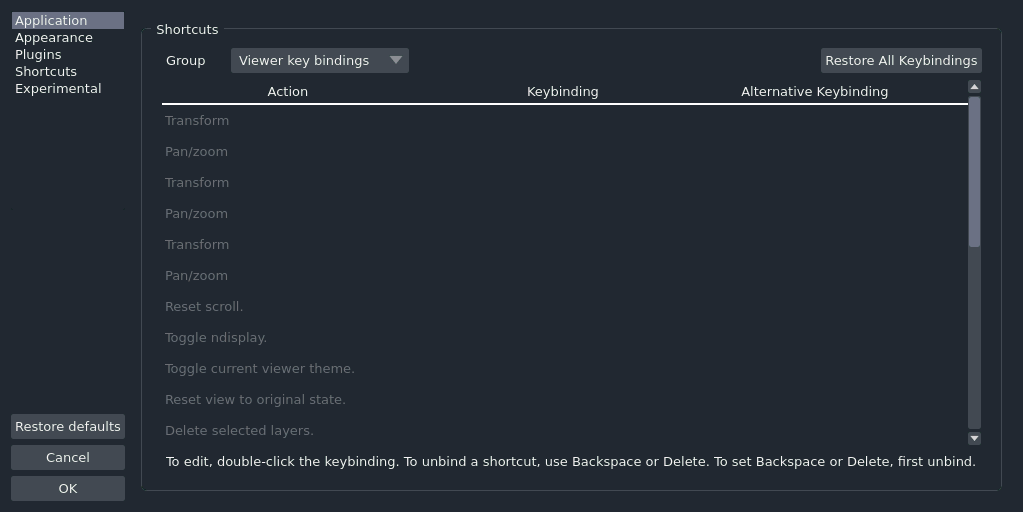 Application
Appearance
Plugins
Shortcuts
Experimental
Restore defaults
Cancel
OK
Shortcuts
Group
Viewer key bindings
Restore All Keybindings
Action Keybinding Alternative Keybinding
Transform
Pan/zoom
Transform
Pan/zoom
Transform
Pan/zoom
Reset scroll.
Toggle ndisplay.
Toggle current viewer theme.
Reset view to original state.
Delete selected layers.
To edit, double-click the keybinding. To unbind a shortcut, use Backspace or Delete. To set Backspace or Delete, first unbind.